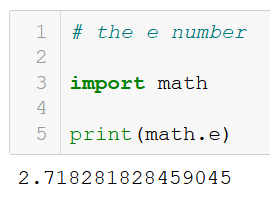 1 # the e number
2
3 import math
4
5 print(math.e)
2.718281828459045